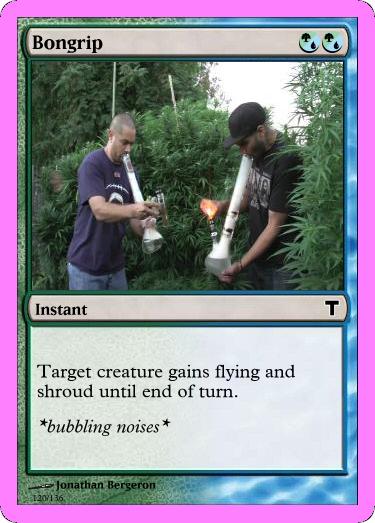 Bongrip
Instant
T
Target creature gains flying and
shroud until end of turn.
*bubbling noises*
Jonathan Bergeron
120/136